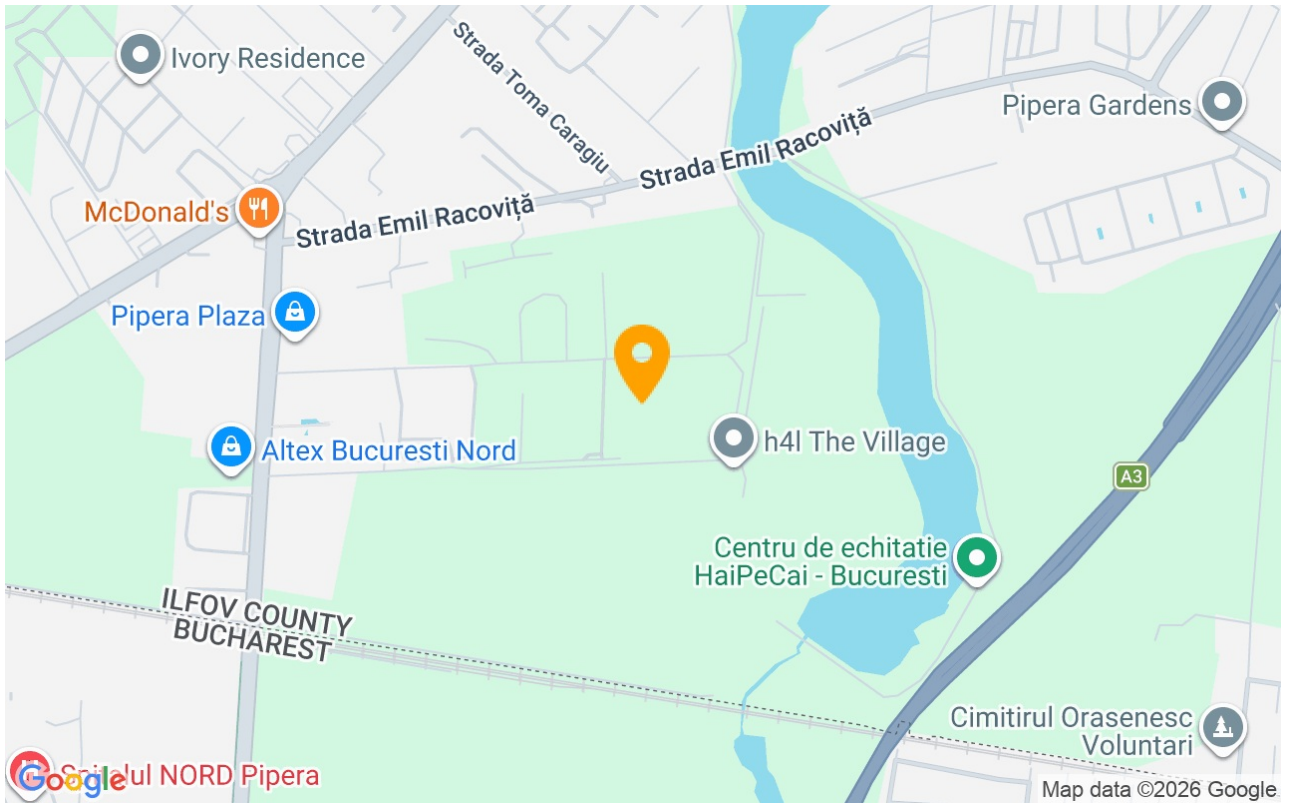 Ivory Residence
Strada Toma Caragiu
Pipera Gardens
Strada Emil Racoviță
McDonald's
Strada Emil Racoviță
Pipera Plaza
Altex Bucuresti Nord
h4l The Village
A3
Centru de echitatie
HaiPeCai - Bucuresti
ILFOV COUNTY
BUCHAREST
Cimitirul Orasenesc
Voluntari
Spitalul NORD Pipera
Google
Map data ©2026 Google